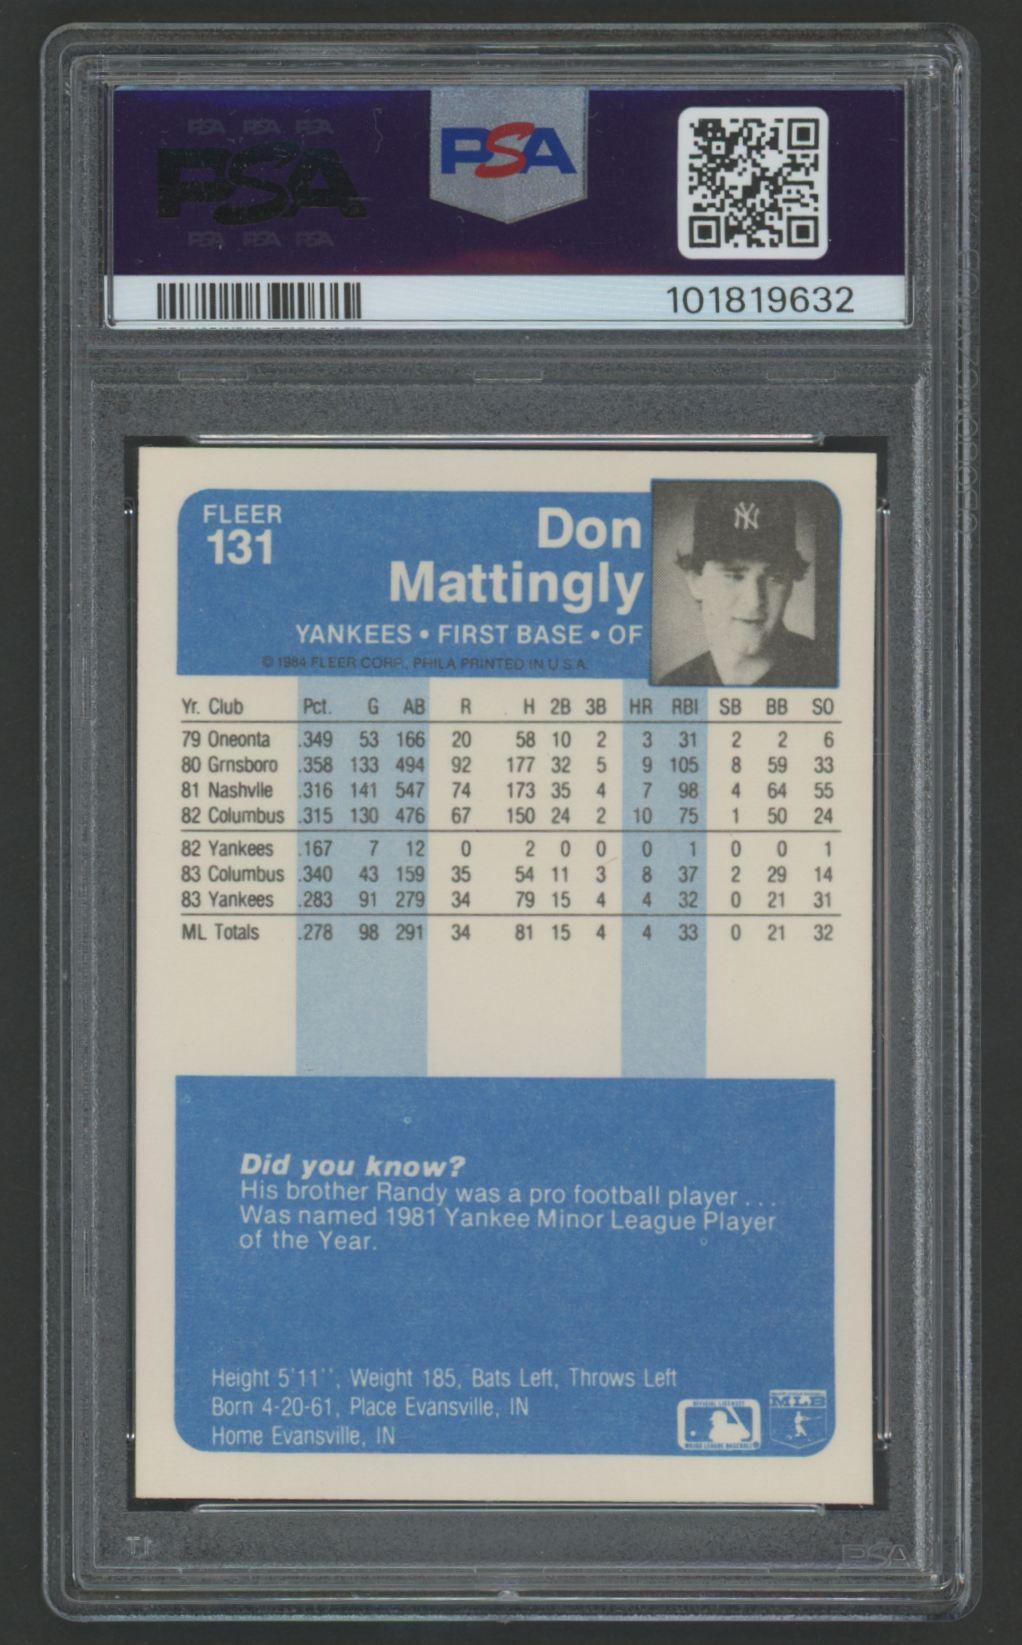 PSA PSA PSA
PSA
PSA PSA PSA
PSA
101819632
FLEER
131
Don
Mattingly
YANKEES • FIRST BASE • OF
© 1984 FLEER CORP., PHILA PRINTED IN U.S.A.
NY
Yr. Club Pct. G AB R H 2B 3B HR RBI SB BB SO
79 Oneonta .349 53 166 20 58 10 2 3 31 2 2 6
80 Grnsboro .358 133 494 92 177 32 5 9 105 8 59 33
81 Nashvlle .316 141 547 74 173 35 4 7 98 4 64 55
82 Columbus .315 130 476 67 150 24 2 10 75 1 50 24
82 Yankees .167 7 12 0 2 0 0 0 1 0 0 1
83 Columbus .340 43 159 35 54 11 3 8 37 2 29 14
83 Yankees .283 91 279 34 79 15 4 4 32 0 21 31
ML Totals .278 98 291 34 81 15 4 4 33 0 21 32
Did you know?
His brother Randy was a pro football player . . .
Was named 1981 Yankee Minor League Player
of the Year.
Height 5'11'', Weight 185, Bats Left, Throws Left
Born 4-20-61, Place Evansville, IN
Home Evansville, IN
MLB
PSA